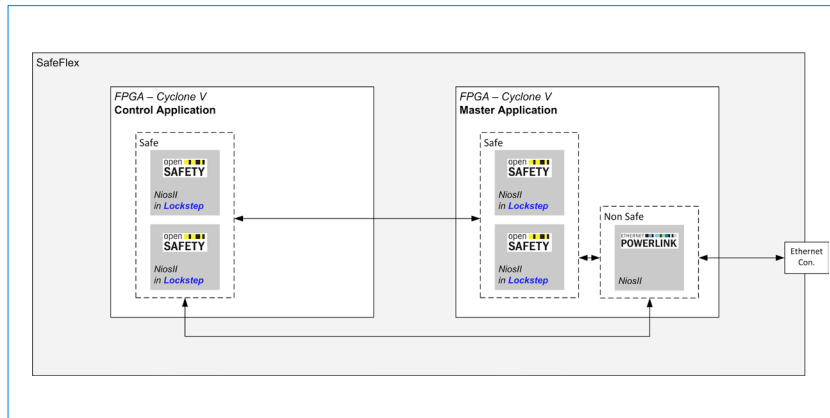 SafeFlex
FPGA – Cyclone V
Control Application
Safe
open
SAFETY
NiosII
in Lockstep
open
SAFETY
NiosII
in Lockstep
FPGA – Cyclone V
Master Application
Safe
open
SAFETY
NiosII
in Lockstep
open
SAFETY
NiosII
in Lockstep
Non Safe
ETHERNET
POWERLINK
NiosII
Ethernet
Con.